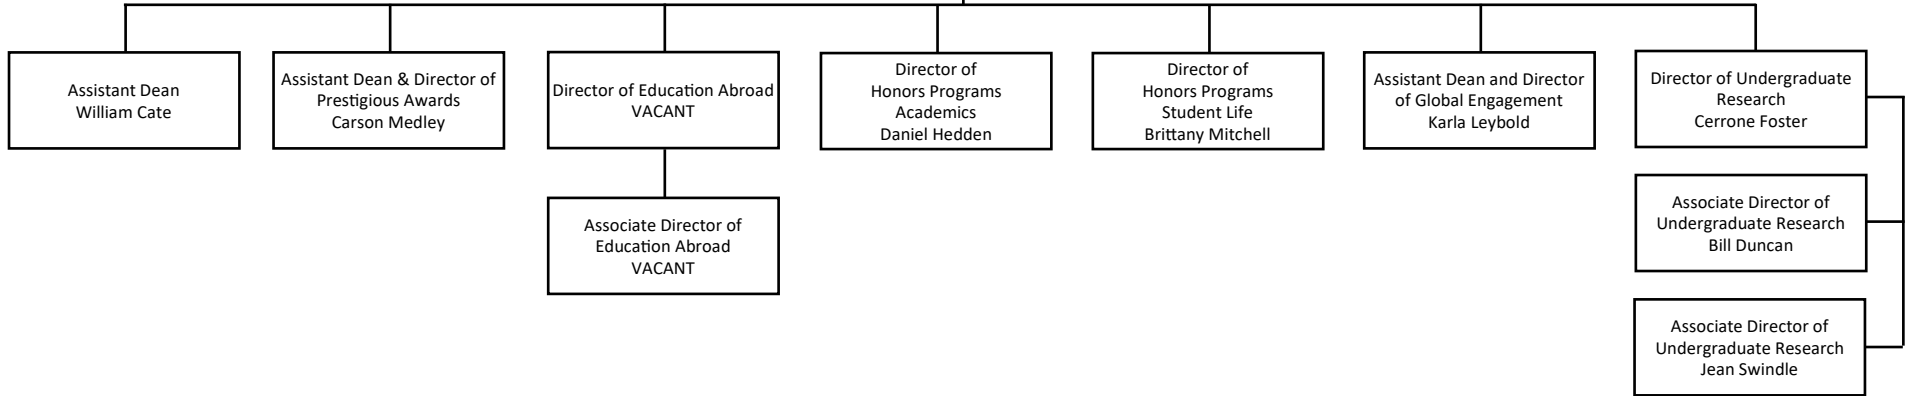 Assistant Dean
William Cate
Assistant Dean & Director of
Prestigious Awards
Carson Medley
Director of Education Abroad
VACANT
Director of
Honors Programs
Academics
Daniel Hedden
Director of
Honors Programs
Student Life
Brittany Mitchell
Assistant Dean and Director
of Global Engagement
Karla Leybold
Director of Undergraduate
Research
Cerrone Foster
Associate Director of
Education Abroad
VACANT
Associate Director of
Undergraduate Research
Bill Duncan
Associate Director of
Undergraduate Research
Jean Swindle